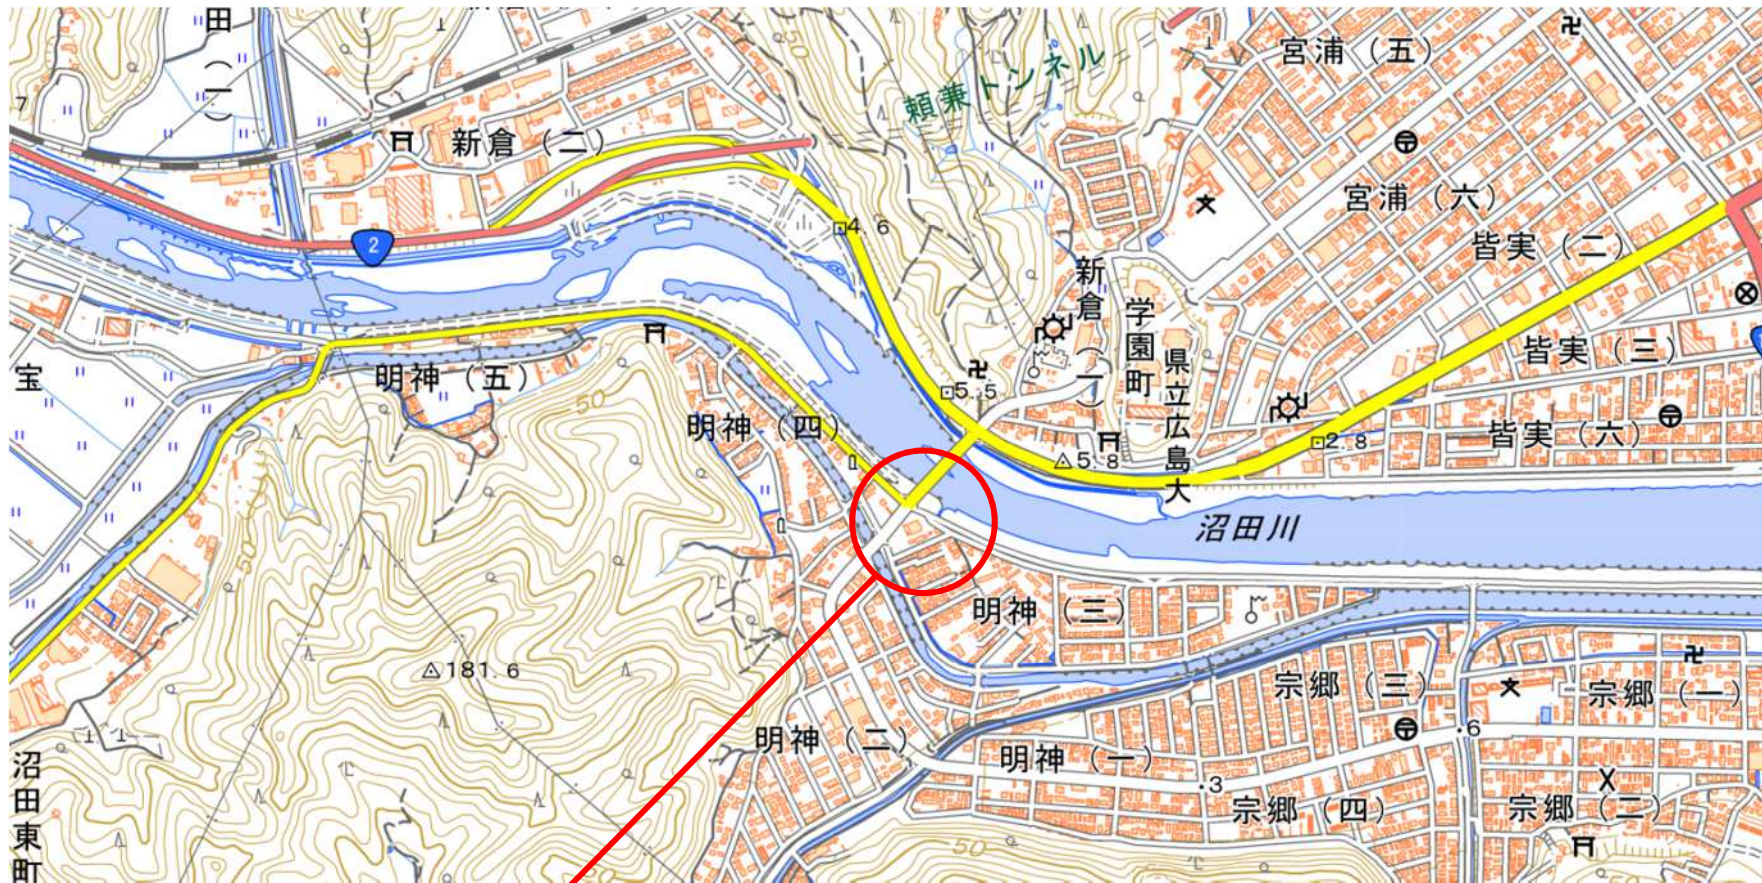 田(一)
7
新倉(二)
頼兼トンネル
50
宮浦(五)
宮浦(六)
皆実(二)
皆実(三)
皆実(六)
2
4.6
新倉(一)
学園町
県立広島大
5.5
5.8
2.8
宝
明神(五)
50
明神(四)
沼田川
50
明神(三)
181.6
宗郷(三)
宗郷(一)
6
明神(二)
明神(一)
3
宗郷(四)
宗郷(二)
沼田東町
50